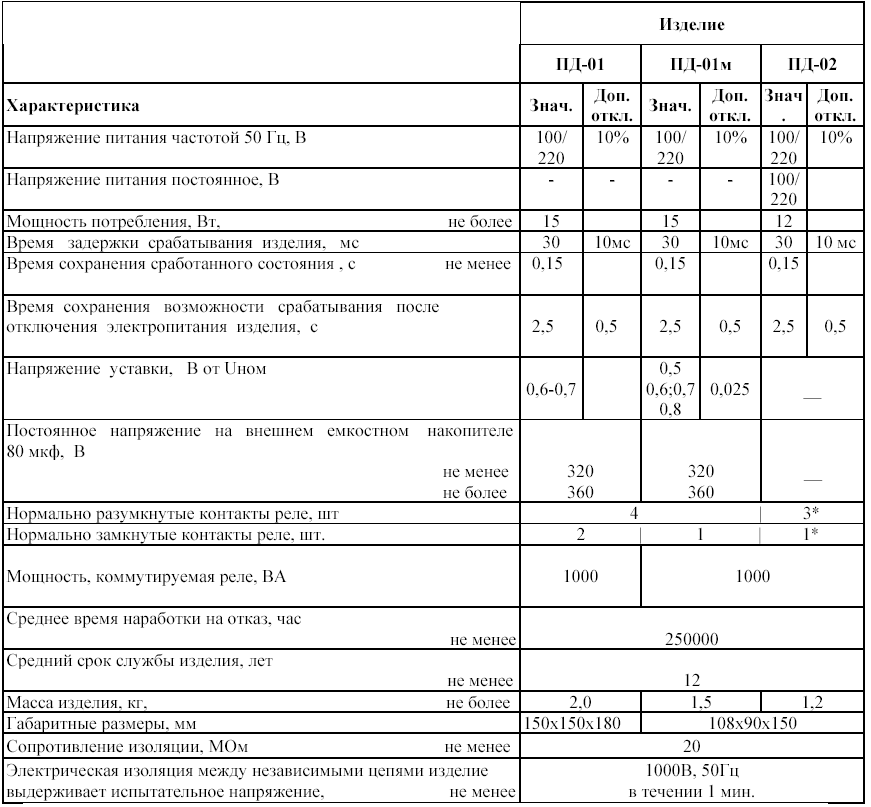 Изделие
ПД-01 ПД-01м ПД-02
Характеристика Знач. Доп. откл. Знач. Доп. откл. Знач . Доп. откл.
Напряжение питания частотой 50 Гц, В 100/ 220 10% 100/ 220 10% 100/ 220 10%
Напряжение питания постоянное, В - - - - 100/ 220
Мощность потребления, Вт, не более 15 15 12
Время задержки срабатывания изделия, мс 30 10мс 30 10мс 30 10 мс
Время сохранения сработанного состояния , с не менее 0,15 0,15 0,15
Время сохранения возможности срабатывания после
отключения электропитания изделия, с 2,5 0,5 2,5 0,5 2,5 0,5
Напряжение уставки, В от Uном 0,5
0,6-0,7 0,6;0,7 0,025 —
0,8
Постоянное напряжение на внешнем емкостном накопителе
80 мкф, В
не менее 320 320 —
не более 360 360
Нормально разумкнутые контакты реле, шт 4 3*
Нормально замкнутые контакты реле, шт. 2 1 1*
Мощность, коммутируемая реле, ВА 1000 1000
Среднее время наработки на отказ, час
не менее 250000
Средний срок службы изделия, лет
не менее 12
Масса изделия, кг, не более 2,0 1,5 1,2
Габаритные размеры, мм 150х150х180 108х90х150
Сопротивление изоляции, МОм не менее 20
Электрическая изоляция между независимыми цепями изделие 1000В, 50Гц
выдерживает испытательное напряжение, не менее в течении 1 мин.